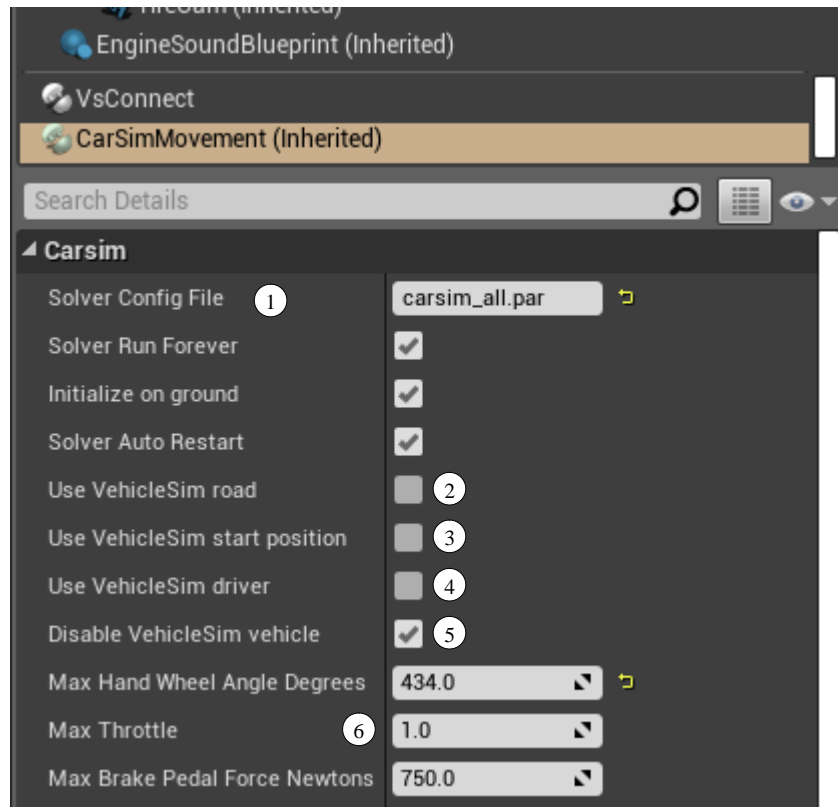 TireCam (Inherited)
EngineSoundBlueprint (Inherited)
VsConnect
CarSimMovement (Inherited)
Search Details
Carsim
Solver Config File 1 carsim_all.par
Solver Run Forever
Initialize on ground
Solver Auto Restart
Use VehicleSim road 2
Use VehicleSim start position 3
Use VehicleSim driver 4
Disable VehicleSim vehicle 5
Max Hand Wheel Angle Degrees 434.0
Max Throttle 6 1.0
Max Brake Pedal Force Newtons 750.0